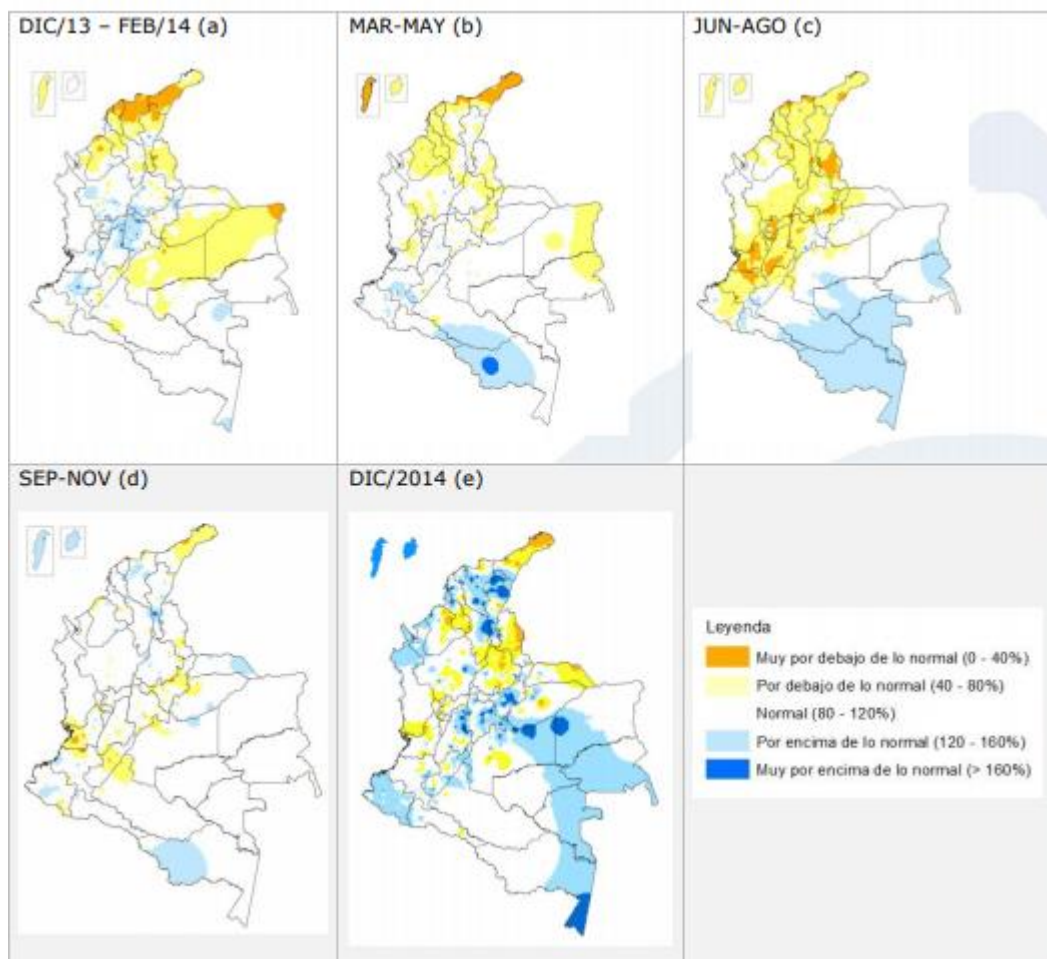 DIC/13 – FEB/14 (a)
MAR-MAY (b)
JUN-AGO (c)
SEP-NOV (d)
DIC/2014 (e)
Leyenda
Muy por debajo de lo normal (0 - 40%)
Por debajo de lo normal (40 - 80%)
Normal (80 - 120%)
Por encima de lo normal (120 - 160%)
Muy por encima de lo normal (> 160%)